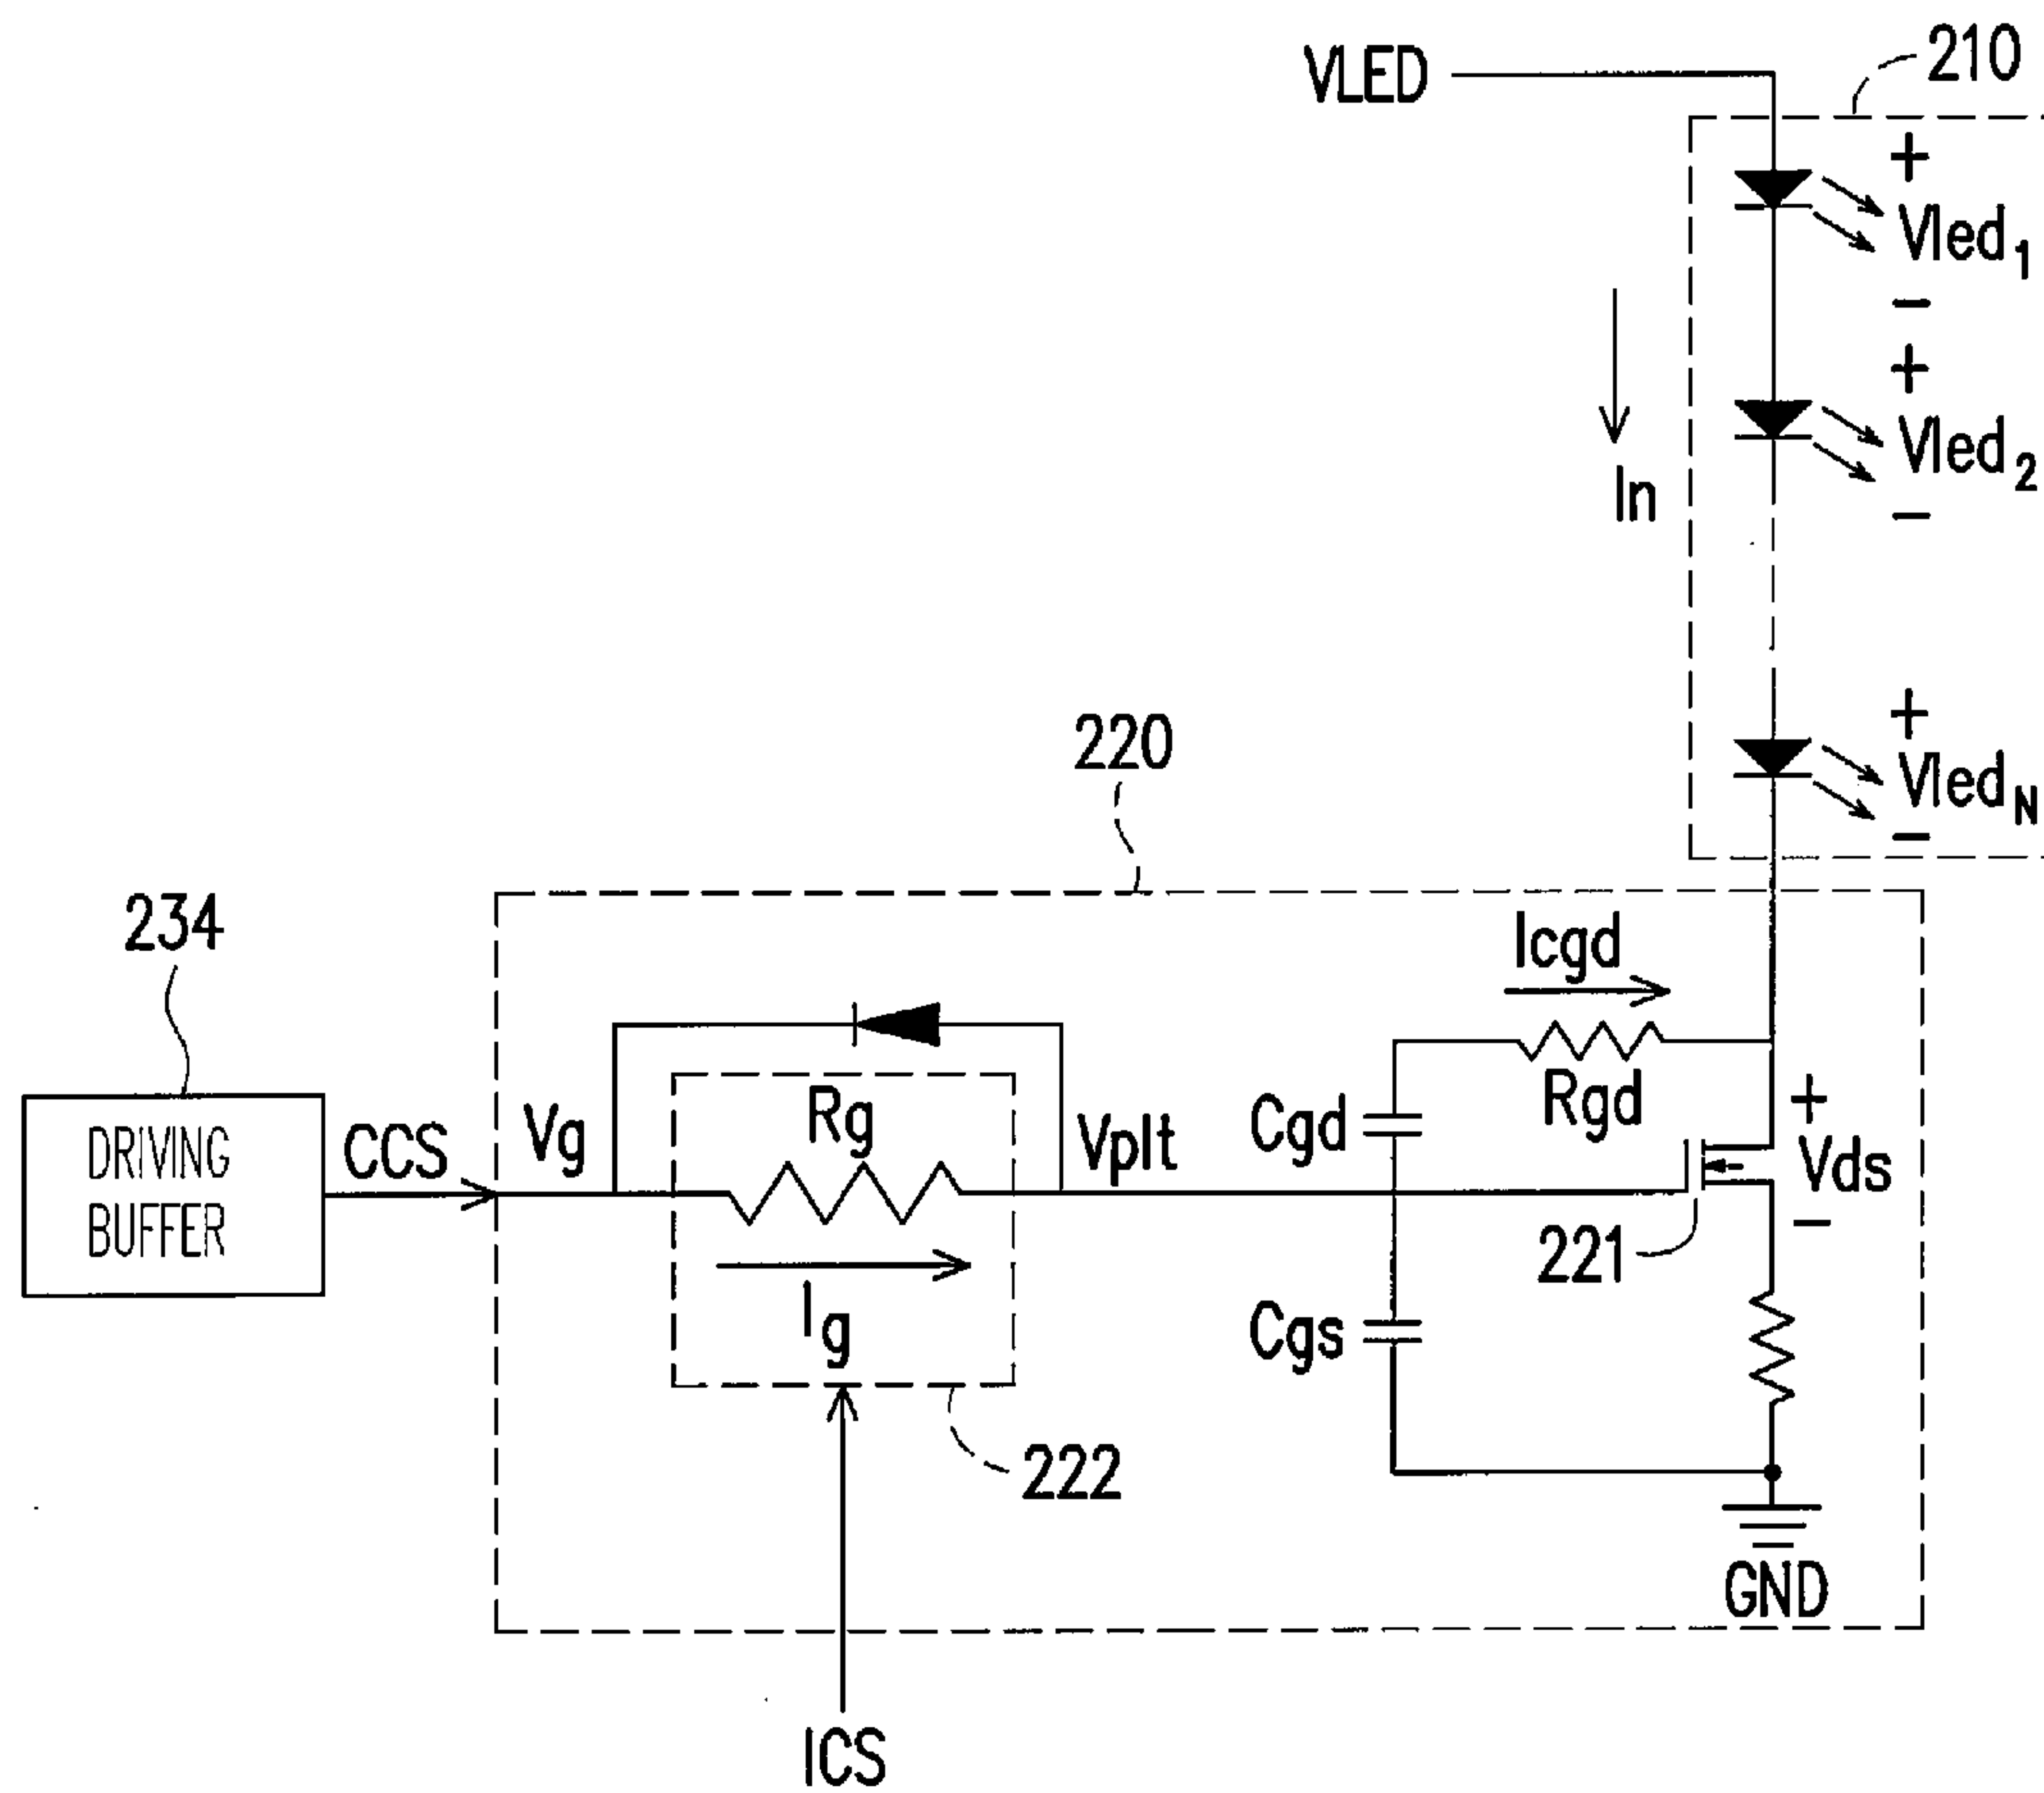 VLED
210
+
Vled1
−
+
Vled2
−
In
+
VledN
−
220
234
Icgd
Rgd
DRIVING
BUFFER
CCS
Vg
Rg
Vplt
Cgd
+
Vds
−
221
Ig
Cgs
222
GND
ICS